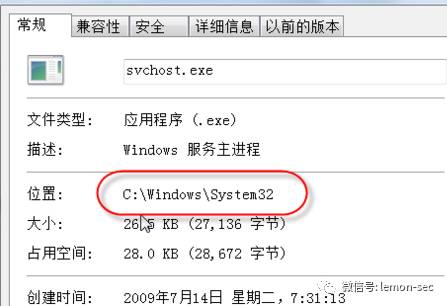 常规 兼容性 安全 详细信息 以前的版本
svchost.exe
文件类型: 应用程序 (.exe)
描述: Windows 服务主进程
位置: C:\Windows\System32
大小: 26.5 KB (27,136 字节)
占用空间: 28.0 KB (28,672 字节)
创建时间: 2009年7月14日 星期二, 7:31:13
微信号: lemon-sec